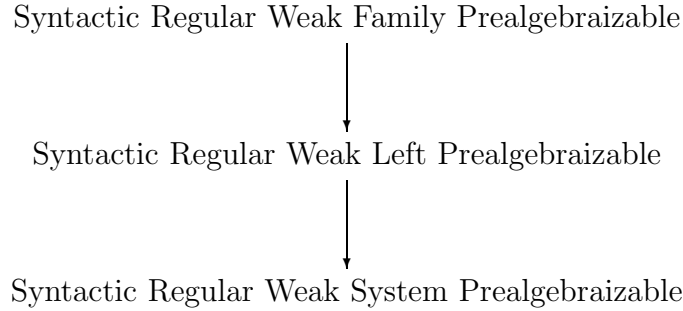 Syntactic Regular Weak Family Prealgebraizable
Syntactic Regular Weak Left Prealgebraizable
Syntactic Regular Weak System Prealgebraizable